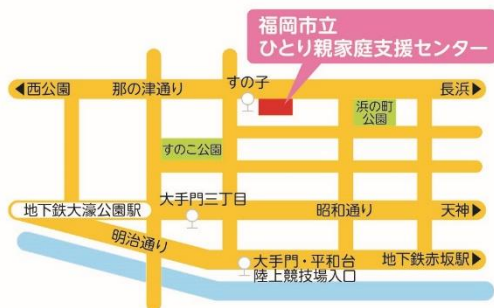 福岡市立
ひとり親家庭支援センター
◀西公園
那の津通り
すの子
長浜▶
浜の町
公園
すのこ公園
大手門三丁目
地下鉄大濠公園駅
昭和通り
天神▶
明治通り
大手門・平和台
陸上競技場入口
地下鉄赤坂駅▶